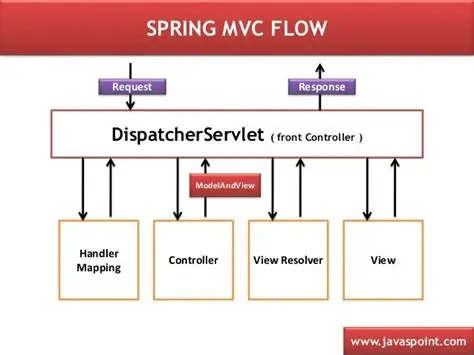 SPRING MVC FLOW
Request
Response
DispatcherServlet ( front Controller )
ModelAndView
Handler
Mapping
Controller
View Resolver
View
www.javaspoint.com